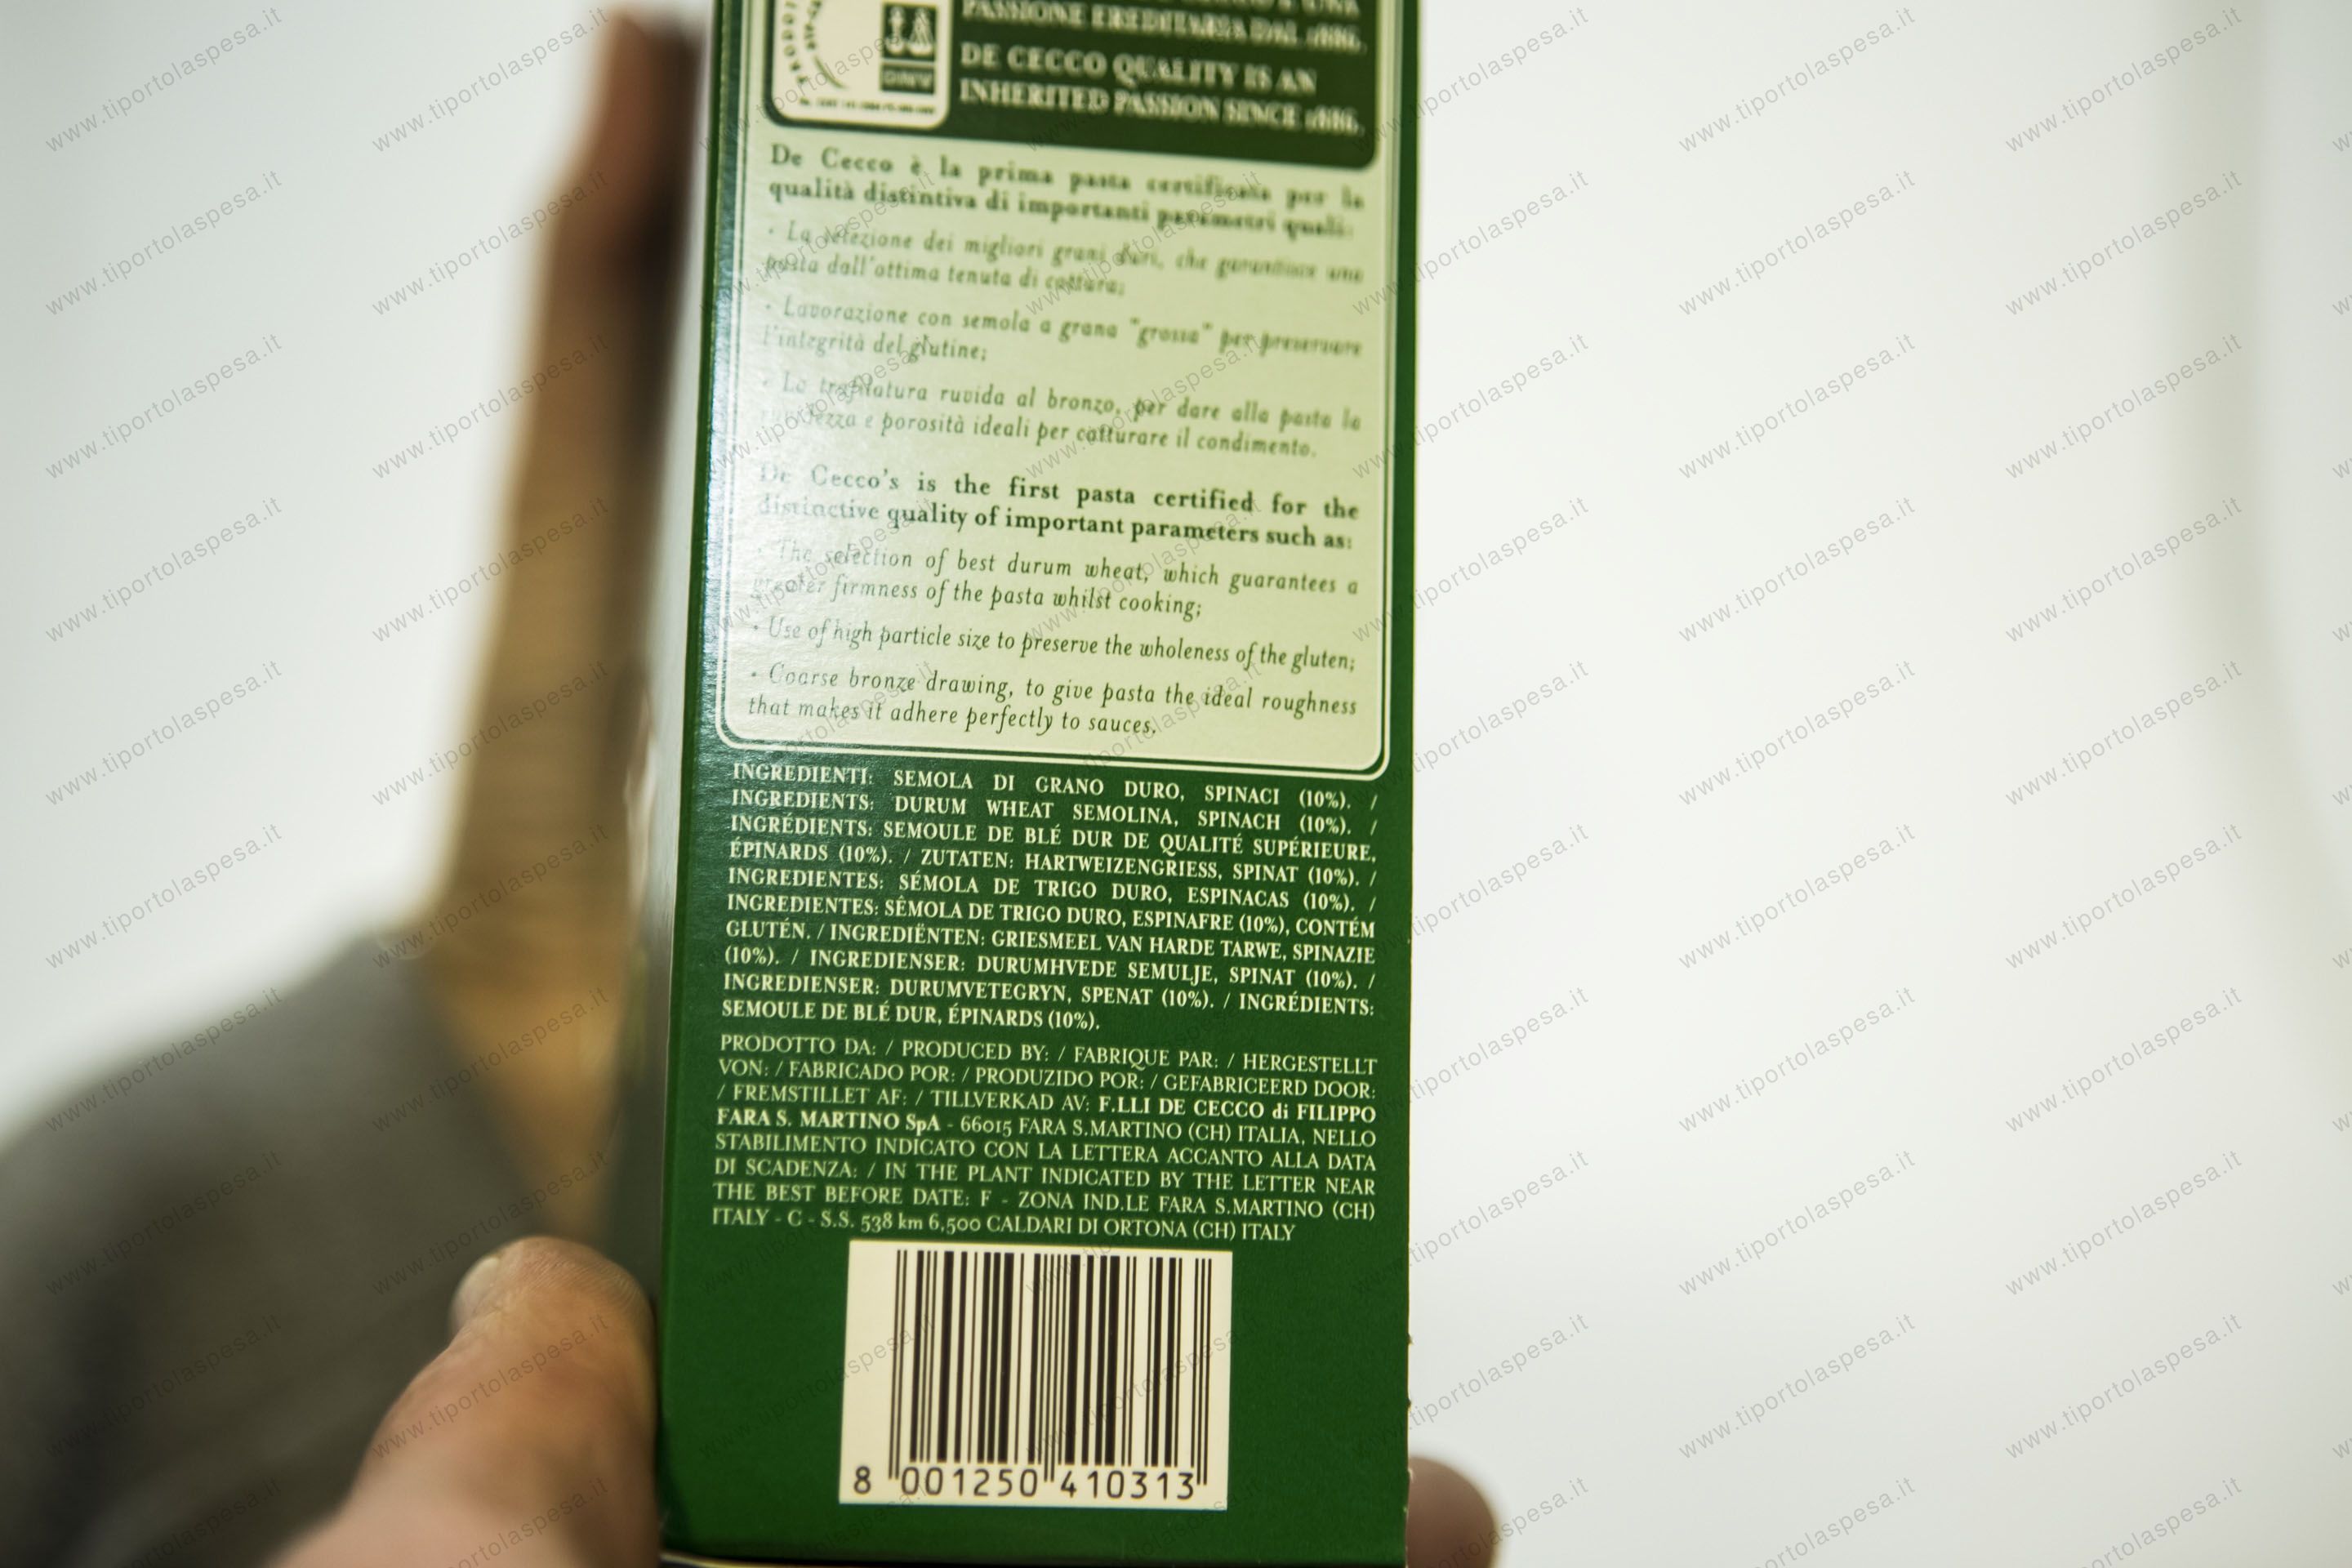 PASSIONE EREDITARIA DAL 1886.
DE CECCO QUALITY IS AN
INHERITED PASSION SINCE 1886.
DNV
De Cecco è la prima pasta certificata per la
qualità distintiva di importanti parametri quali:
• La selezione dei migliori grani duri, che garantisce una
pasta dall'ottima tenuta di cottura;
• Lavorazione con semola a grana "grossa" per preservare
l'integrità del glutine;
• La trafilatura ruvida al bronzo, per dare alla pasta la
ruvidezza e porosità ideali per catturare il condimento.
De Cecco's is the first pasta certified for the
distinctive quality of important parameters such as:
• The selection of best durum wheat, which guarantees a
greater firmness of the pasta whilst cooking;
• Use of high particle size to preserve the wholeness of the gluten;
• Coarse bronze drawing, to give pasta the ideal roughness
that makes it adhere perfectly to sauces.
INGREDIENTI: SEMOLA DI GRANO DURO, SPINACI (10%). /
INGREDIENTS: DURUM WHEAT SEMOLINA, SPINACH (10%). /
INGRÉDIENTS: SEMOULE DE BLÉ DUR DE QUALITÉ SUPÉRIEURE,
ÉPINARDS (10%). / ZUTATEN: HARTWEIZENGRIESS, SPINAT (10%). /
INGREDIENTES: SÉMOLA DE TRIGO DURO, ESPINACAS (10%). /
INGREDIENTES: SÊMOLA DE TRIGO DURO, ESPINAFRE (10%), CONTÉM
GLUTÉN. / INGREDIËNTEN: GRIESMEEL VAN HARDE TARWE, SPINAZIE
(10%). / INGREDIENSER: DURUMHVEDE SEMULJE, SPINAT (10%). /
INGREDIENSER: DURUMVETEGRYN, SPENAT (10%). / INGRÉDIENTS:
SEMOULE DE BLÉ DUR, ÉPINARDS (10%).
PRODOTTO DA: / PRODUCED BY: / FABRIQUE PAR: / HERGESTELLT
VON: / FABRICADO POR: / PRODUZIDO POR: / GEFABRICEERD DOOR:
/ FREMSTILLET AF: / TILLVERKAD AV: F.LLI DE CECCO di FILIPPO
FARA S. MARTINO SpA - 66015 FARA S.MARTINO (CH) ITALIA, NELLO
STABILIMENTO INDICATO CON LA LETTERA ACCANTO ALLA DATA
DI SCADENZA: / IN THE PLANT INDICATED BY THE LETTER NEAR
THE BEST BEFORE DATE: F - ZONA IND.LE FARA S.MARTINO (CH)
ITALY - C - S.S. 538 km 6,500 CALDARI DI ORTONA (CH) ITALY
8 001250 410313
www.tiportolaspesa.it